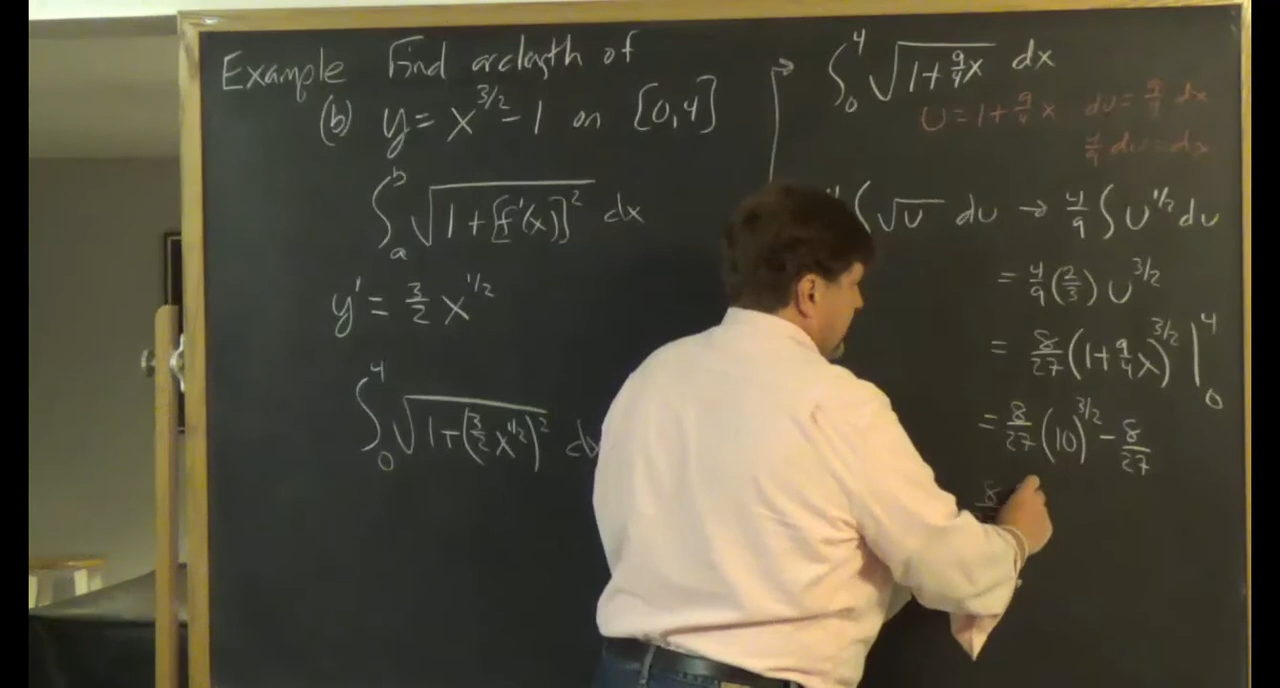 Example Find arclength of
(b) y = x^{3/2} - 1 on [0,4]
∫_a^b √(1 + [f'(x)]^2) dx
y' = 3/2 x^{1/2}
∫_0^4 √(1 + (3/2 x^{1/2})^2) dx
→ ∫_0^4 √(1 + 9/4 x) dx
u = 1 + 9/4 x du = 9/4 dx
4/9 du = dx
∫ √u du → 4/9 ∫ u^{1/2} du
= 4/9 (2/3) u^{3/2}
= 8/27 (1 + 9/4 x)^{3/2} |_0^4
= 8/27 (10)^{3/2} - 8/27
8